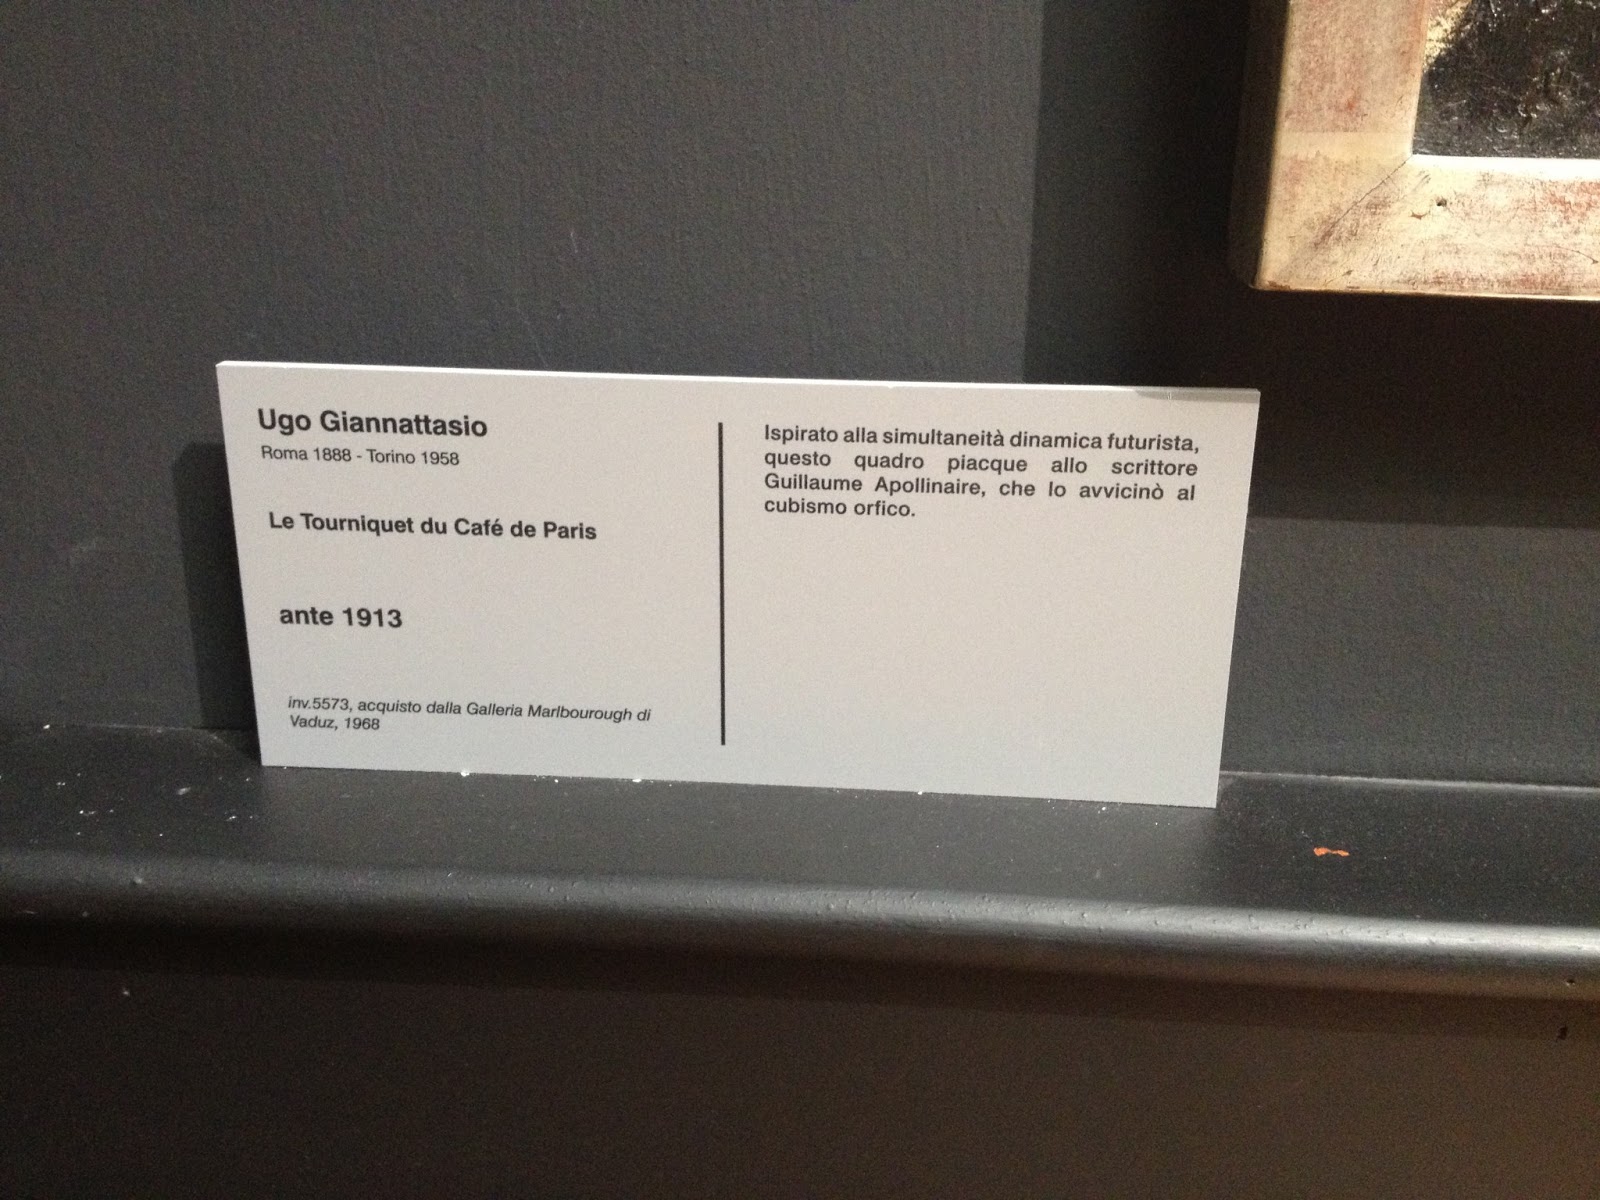 Ugo Giannattasio
Roma 1888 - Torino 1958
Le Tourniquet du Café de Paris
ante 1913
inv.5573, acquisto dalla Galleria Marlbourough di
Vaduz, 1968
Ispirato alla simultaneità dinamica futurista,
questo quadro piacque allo scrittore
Guillaume Apollinaire, che lo avvicinò al
cubismo orfico.